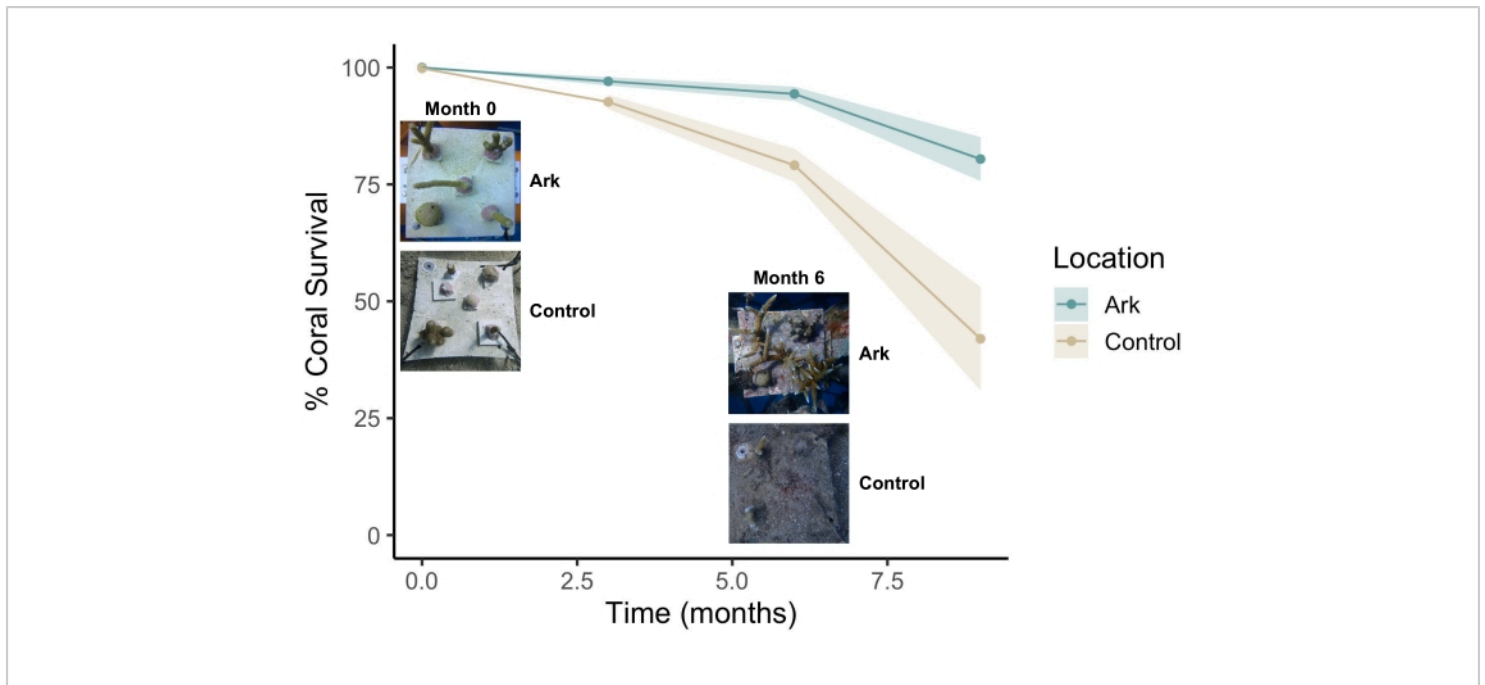 100
75
50
25
0
% Coral Survival
Month 0
Ark
Control
Month 6
Ark
Control
0.0 2.5 5.0 7.5
Time (months)
Location
Ark
Control